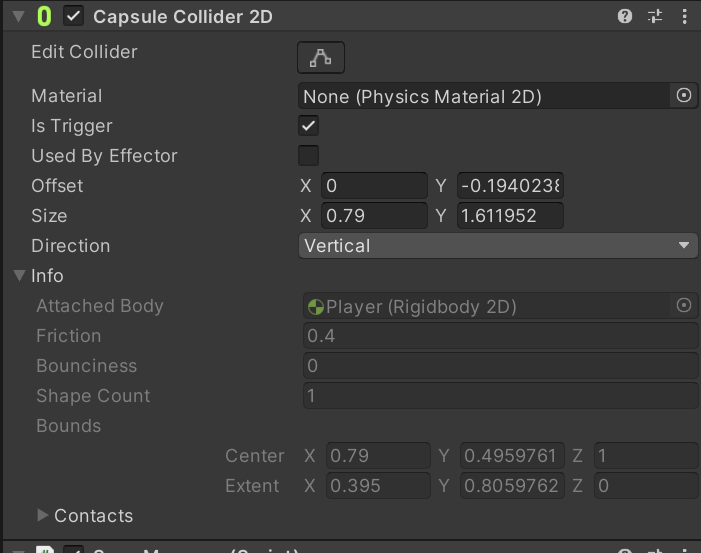 Capsule Collider 2D
Edit Collider
Material None (Physics Material 2D)
Is Trigger
Used By Effector
Offset X 0 Y -0.1940238
Size X 0.79 Y 1.611952
Direction Vertical
Info
Attached Body Player (Rigidbody 2D)
Friction 0.4
Bounciness 0
Shape Count 1
Bounds
Center X 0.79 Y 0.4959761 Z 1
Extent X 0.395 Y 0.8059762 Z 0
Contacts